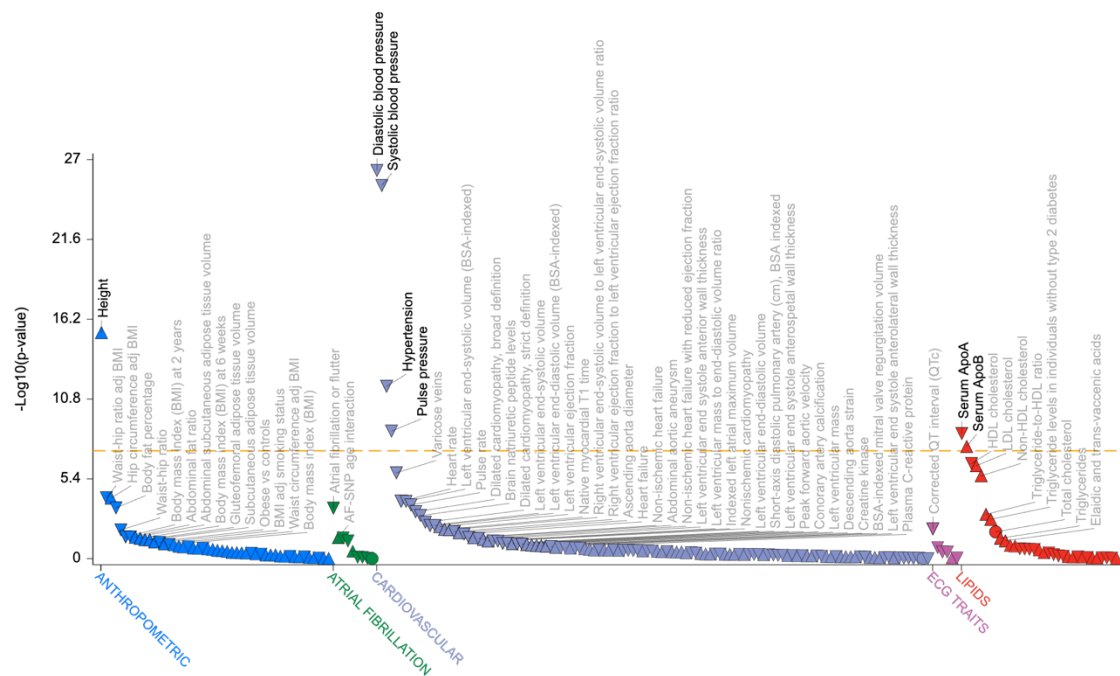 -Log10(p-value)
27
21.6
16.2
10.8
5.4
0
Height
Waist-hip ratio adj BMI
Hip circumference adj BMI
Body fat percentage
Waist-hip ratio
Body mass index (BMI) at 2 years
Abdominal fat ratio
Abdominal subcutaneous adipose tissue volume
Body mass index (BMI) at 6 weeks
Gluteofemoral adipose tissue volume
Subcutaneous adipose tissue volume
Obese vs controls
BMI adj smoking status
Waist circumference adj BMI
Body mass index (BMI)
Atrial fibrillation or flutter
AF-SNP age interaction
Diastolic blood pressure
Systolic blood pressure
Hypertension
Pulse pressure
Varicose veins
Heart rate
Left ventricular end-systolic volume (BSA-indexed)
Pulse rate
Dilated cardiomyopathy, broad definition
Brain natriuretic peptide levels
Dilated cardiomyopathy, strict definition
Left ventricular end-systolic volume
Left ventricular end-diastolic volume (BSA-indexed)
Left ventricular ejection fraction
Native myocardial T1 time
Right ventricular end-systolic volume to left ventricular end-systolic volume ratio
Right ventricular ejection fraction to left ventricular ejection fraction ratio
Ascending aorta diameter
Heart failure
Non-ischemic heart failure
Abdominal aortic aneurysm
Non-ischemic heart failure with reduced ejection fraction
Left ventricular end systole anterior wall thickness
Left ventricular mass to end-diastolic volume ratio
Indexed left atrial maximum volume
Nonischemic cardiomyopathy
Left ventricular end-diastolic volume
Short-axis diastolic pulmonary artery (cm), BSA indexed
Left ventricular end systole anteroseptal wall thickness
Peak forward aortic velocity
Coronary artery calcification
Left ventricular mass
Descending aorta strain
Creatine kinase
BSA-indexed mitral valve regurgitation volume
Left ventricular end systole anterolateral wall thickness
Plasma C-reactive protein
Corrected QT interval (QTc)
Serum ApoA
Serum ApoB
HDL cholesterol
LDL cholesterol
Non-HDL cholesterol
Triglyceride-to-HDL ratio
Triglyceride levels in individuals without type 2 diabetes
Total cholesterol
Triglycerides
Elaidic and trans-vaccenic acids
ANTHROPOMETRIC
ATRIAL FIBRILLATION
CARDIOVASCULAR
ECG TRAITS
LIPIDS